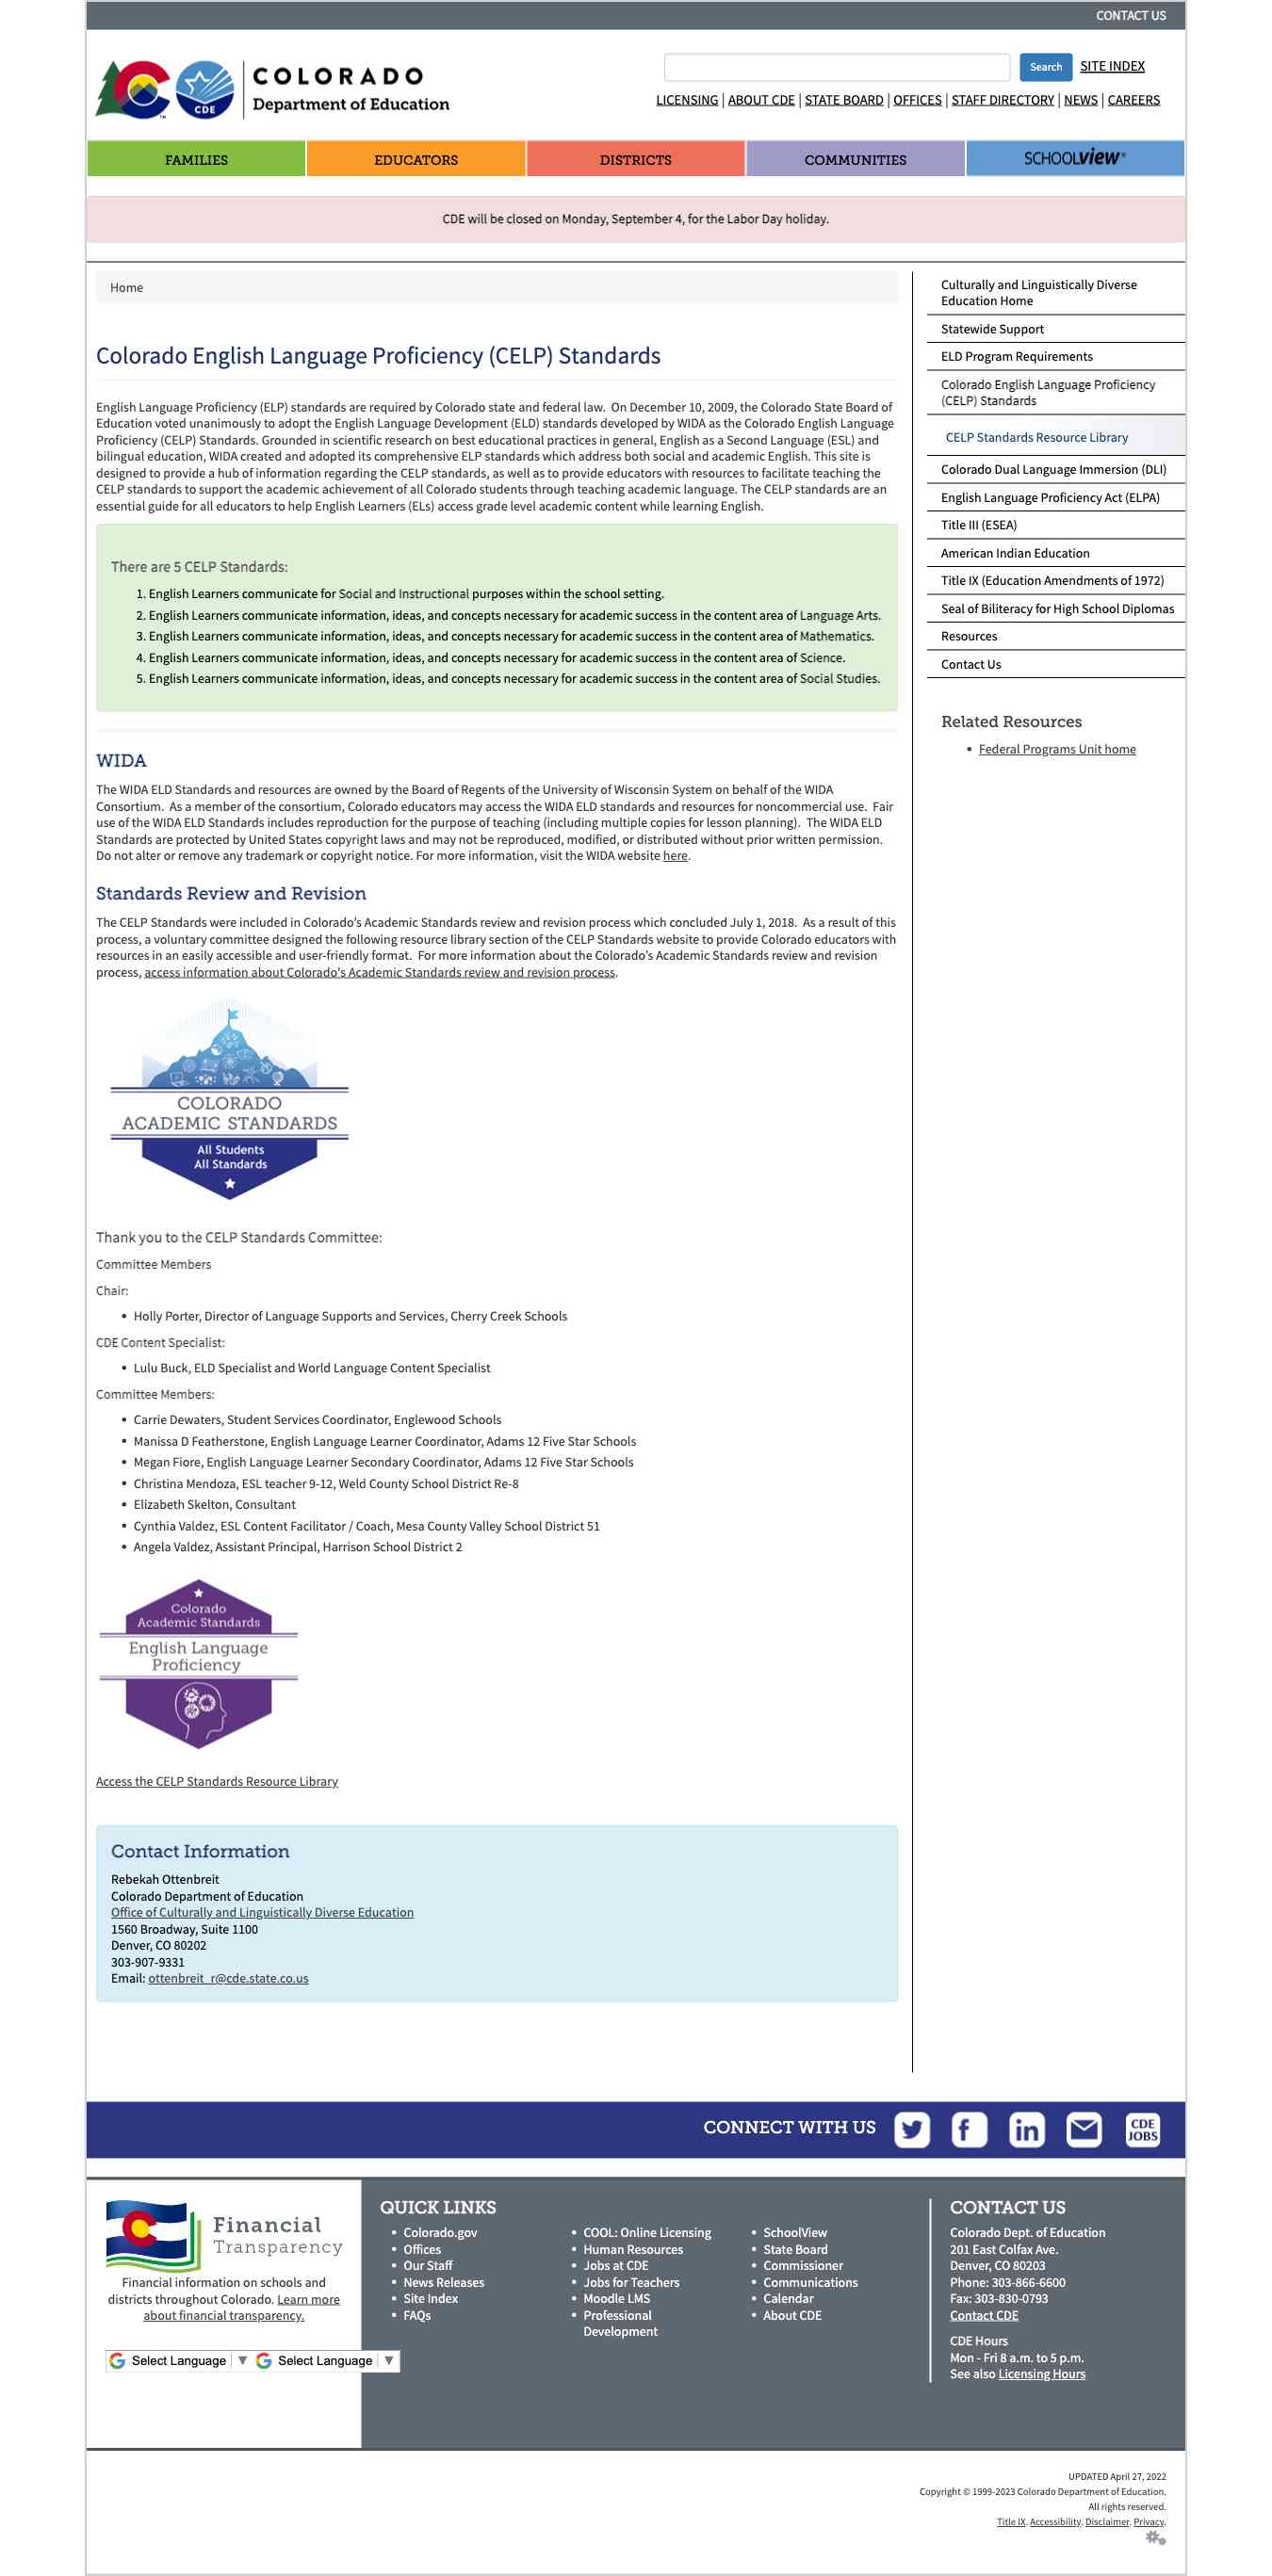 CONTACT US
COLORADO
Department of Education
CDE
TM
Search
SITE INDEX
LICENSING | ABOUT CDE | STATE BOARD | OFFICES | STAFF DIRECTORY | NEWS | CAREERS
FAMILIES
EDUCATORS
DISTRICTS
COMMUNITIES
SCHOOLVIEW®
CDE will be closed on Monday, September 4, for the Labor Day holiday.
Home
Colorado English Language Proficiency (CELP) Standards
English Language Proficiency (ELP) standards are required by Colorado state and federal law. On December 10, 2009, the Colorado State Board of
Education voted unanimously to adopt the English Language Development (ELD) standards developed by WIDA as the Colorado English Language
Proficiency (CELP) Standards. Grounded in scientific research on best educational practices in general, English as a Second Language (ESL) and
bilingual education, WIDA created and adopted its comprehensive ELP standards which address both social and academic English. This site is
designed to provide a hub of information regarding the CELP standards, as well as to provide educators with resources to facilitate teaching the
CELP standards to support the academic achievement of all Colorado students through teaching academic language. The CELP standards are an
essential guide for all educators to help English Learners (ELs) access grade level academic content while learning English.
There are 5 CELP Standards:
1. English Learners communicate for Social and Instructional purposes within the school setting.
2. English Learners communicate information, ideas, and concepts necessary for academic success in the content area of Language Arts.
3. English Learners communicate information, ideas, and concepts necessary for academic success in the content area of Mathematics.
4. English Learners communicate information, ideas, and concepts necessary for academic success in the content area of Science.
5. English Learners communicate information, ideas, and concepts necessary for academic success in the content area of Social Studies.
WIDA
The WIDA ELD Standards and resources are owned by the Board of Regents of the University of Wisconsin System on behalf of the WIDA
Consortium. As a member of the consortium, Colorado educators may access the WIDA ELD standards and resources for noncommercial use. Fair
use of the WIDA ELD Standards includes reproduction for the purpose of teaching (including multiple copies for lesson planning). The WIDA ELD
Standards are protected by United States copyright laws and may not be reproduced, modified, or distributed without prior written permission.
Do not alter or remove any trademark or copyright notice. For more information, visit the WIDA website here.
Standards Review and Revision
The CELP Standards were included in Colorado's Academic Standards review and revision process which concluded July 1, 2018. As a result of this
process, a voluntary committee designed the following resource library section of the CELP Standards website to provide Colorado educators with
resources in an easily accessible and user-friendly format. For more information about the Colorado's Academic Standards review and revision
process, access information about Colorado's Academic Standards review and revision process.
COLORADO
ACADEMIC STANDARDS
All Students
All Standards
Thank you to the CELP Standards Committee:
Committee Members
Chair:
• Holly Porter, Director of Language Supports and Services, Cherry Creek Schools
CDE Content Specialist:
• Lulu Buck, ELD Specialist and World Language Content Specialist
Committee Members:
• Carrie Dewaters, Student Services Coordinator, Englewood Schools
• Manissa D Featherstone, English Language Learner Coordinator, Adams 12 Five Star Schools
• Megan Fiore, English Language Learner Secondary Coordinator, Adams 12 Five Star Schools
• Christina Mendoza, ESL teacher 9-12, Weld County School District Re-8
• Elizabeth Skelton, Consultant
• Cynthia Valdez, ESL Content Facilitator / Coach, Mesa County Valley School District 51
• Angela Valdez, Assistant Principal, Harrison School District 2
Colorado
Academic Standards
English Language
Proficiency
Access the CELP Standards Resource Library
Contact Information
Rebekah Ottenbreit
Colorado Department of Education
Office of Culturally and Linguistically Diverse Education
1560 Broadway, Suite 1100
Denver, CO 80202
303-907-9331
Email: ottenbreit_r@cde.state.co.us
Culturally and Linguistically Diverse
Education Home
Statewide Support
ELD Program Requirements
Colorado English Language Proficiency
(CELP) Standards
CELP Standards Resource Library
Colorado Dual Language Immersion (DLI)
English Language Proficiency Act (ELPA)
Title III (ESEA)
American Indian Education
Title IX (Education Amendments of 1972)
Seal of Biliteracy for High School Diplomas
Resources
Contact Us
Related Resources
• Federal Programs Unit home
CONNECT WITH US
CDE
JOBS
Financial
Transparency
Financial information on schools and
districts throughout Colorado. Learn more
about financial transparency.
Select Language ▼
Select Language ▼
QUICK LINKS
• Colorado.gov
• Offices
• Our Staff
• News Releases
• Site Index
• FAQs
• COOL: Online Licensing
• Human Resources
• Jobs at CDE
• Jobs for Teachers
• Moodle LMS
• Professional
Development
• SchoolView
• State Board
• Commissioner
• Communications
• Calendar
• About CDE
CONTACT US
Colorado Dept. of Education
201 East Colfax Ave.
Denver, CO 80203
Phone: 303-866-6600
Fax: 303-830-0793
Contact CDE
CDE Hours
Mon - Fri 8 a.m. to 5 p.m.
See also Licensing Hours
UPDATED April 27, 2022
Copyright © 1999-2023 Colorado Department of Education.
All rights reserved.
Title IX. Accessibility. Disclaimer. Privacy.